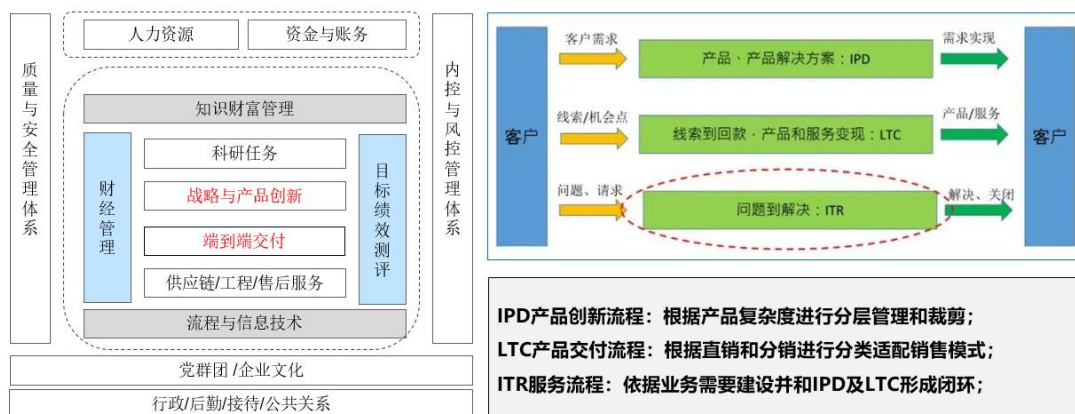 人力资源
资金与账务
质量与安全管理体系
内控与风控管理体系
知识财富管理
财经管理
科研任务
战略与产品创新
端到端交付
供应链/工程/售后服务
目标绩效测评
流程与信息技术
党群团 /企业文化
行政/后勤/接待/公共关系
客户
客户需求
产品、产品解决方案：IPD
需求实现
线索/机会点
线索到回款、产品和服务变现：LTC
产品/服务
问题、请求
问题到解决：ITR
解决、关闭
客户
IPD产品创新流程：根据产品复杂度进行分层管理和裁剪；
LTC产品交付流程：根据直销和分销进行分类适配销售模式；
ITR服务流程：依据业务需要建设并和IPD及LTC形成闭环；